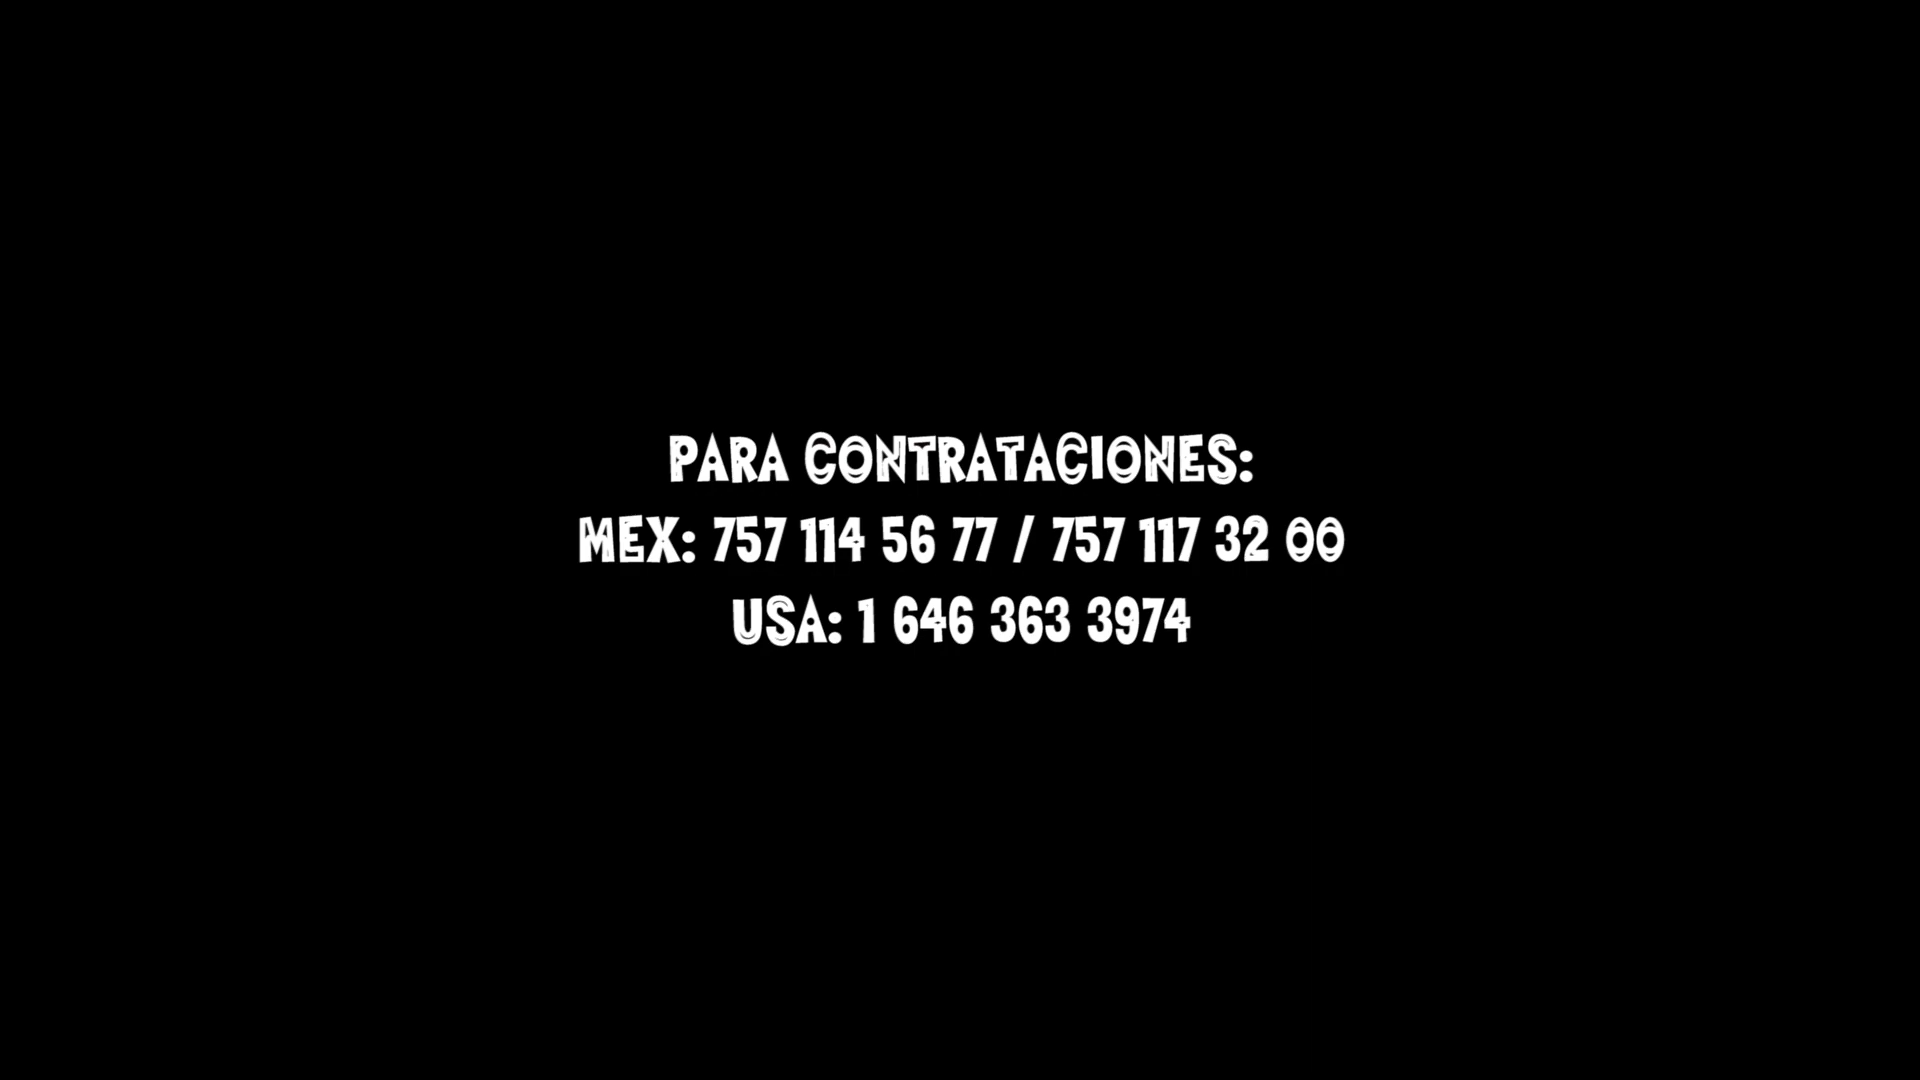 PARA CONTRATACIONES:
MEX: 757 114 56 77 / 757 117 32 00
USA: 1 646 363 3974